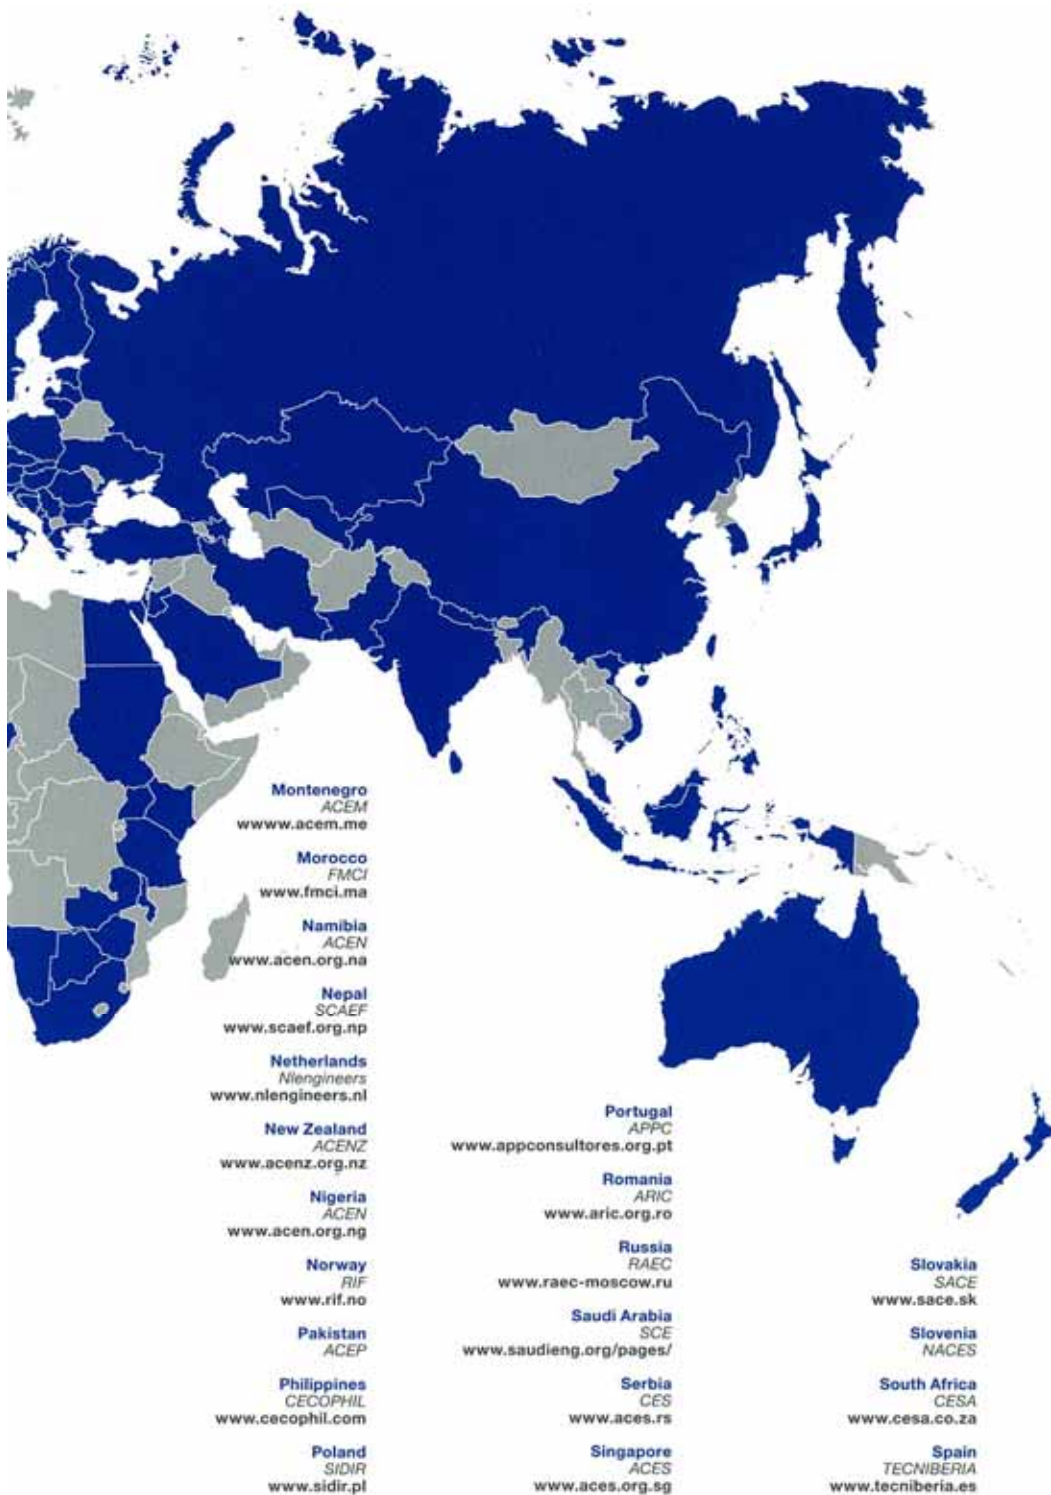 Montenegro
ACEM
wwww.acem.me
Morocco
FMCI
www.fmci.ma
Namibia
ACEN
www.acen.org.na
Nepal
SCAEF
www.scaef.org.np
Netherlands
Nlengineers
www.nlengineers.nl
New Zealand
ACENZ
www.acenz.org.nz
Nigeria
ACEN
www.acen.org.ng
Norway
RIF
www.rif.no
Pakistan
ACEP
Philippines
CECOPHIL
www.cecophil.com
Poland
SIDIR
www.sidir.pl
Portugal
APPC
www.appconsultores.org.pt
Romania
ARIC
www.aric.org.ro
Russia
RAEC
www.raec-moscow.ru
Saudi Arabia
SCE
www.saudieng.org/pages/
Serbia
CES
www.aces.rs
Singapore
ACES
www.aces.org.sg
Slovakia
SACE
www.sace.sk
Slovenia
NACES
South Africa
CESA
www.cesa.co.za
Spain
TECNIBERIA
www.tecniberia.es